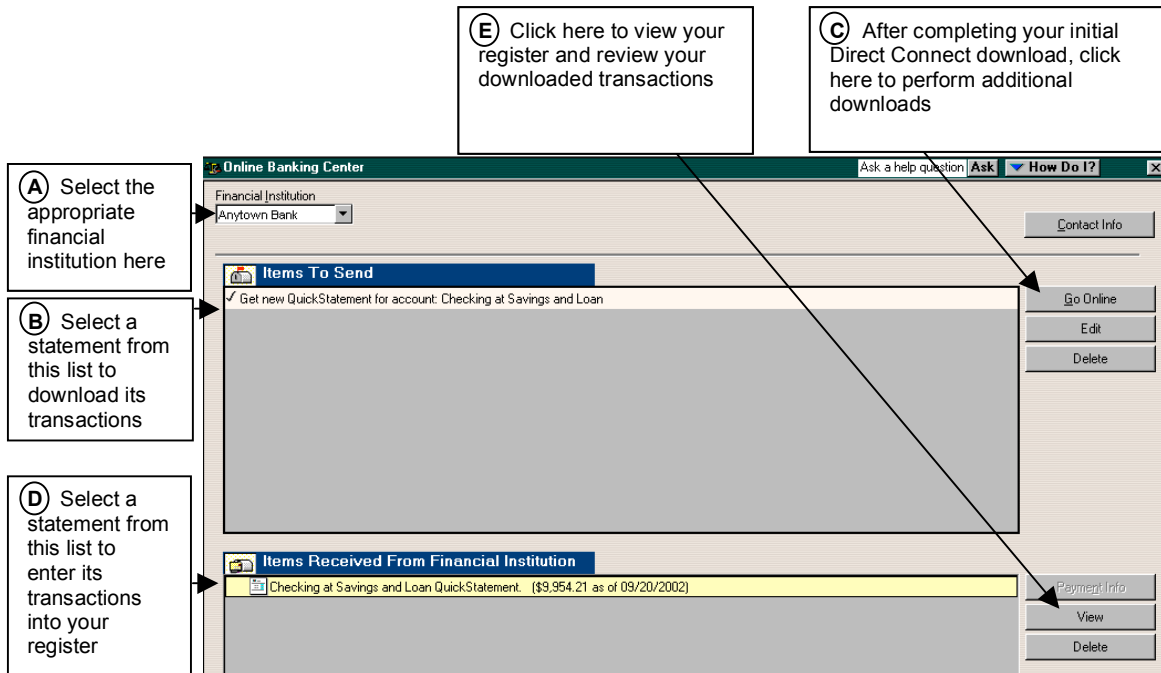 E Click here to view your
register and review your
downloaded transactions
C After completing your initial
Direct Connect download, click
here to perform additional
downloads
A Select the
appropriate
financial
institution here
B Select a
statement from
this list to
download its
transactions
D Select a
statement from
this list to
enter its
transactions
into your
register
Online Banking Center
Ask a help question Ask How Do I?
Financial Institution
Anytown Bank
Contact Info
Items To Send
Get new QuickStatement for account: Checking at Savings and Loan
Go Online
Edit
Delete
Items Received From Financial Institution
Checking at Savings and Loan QuickStatement. ($9,954.21 as of 09/20/2002)
Payment Info
View
Delete